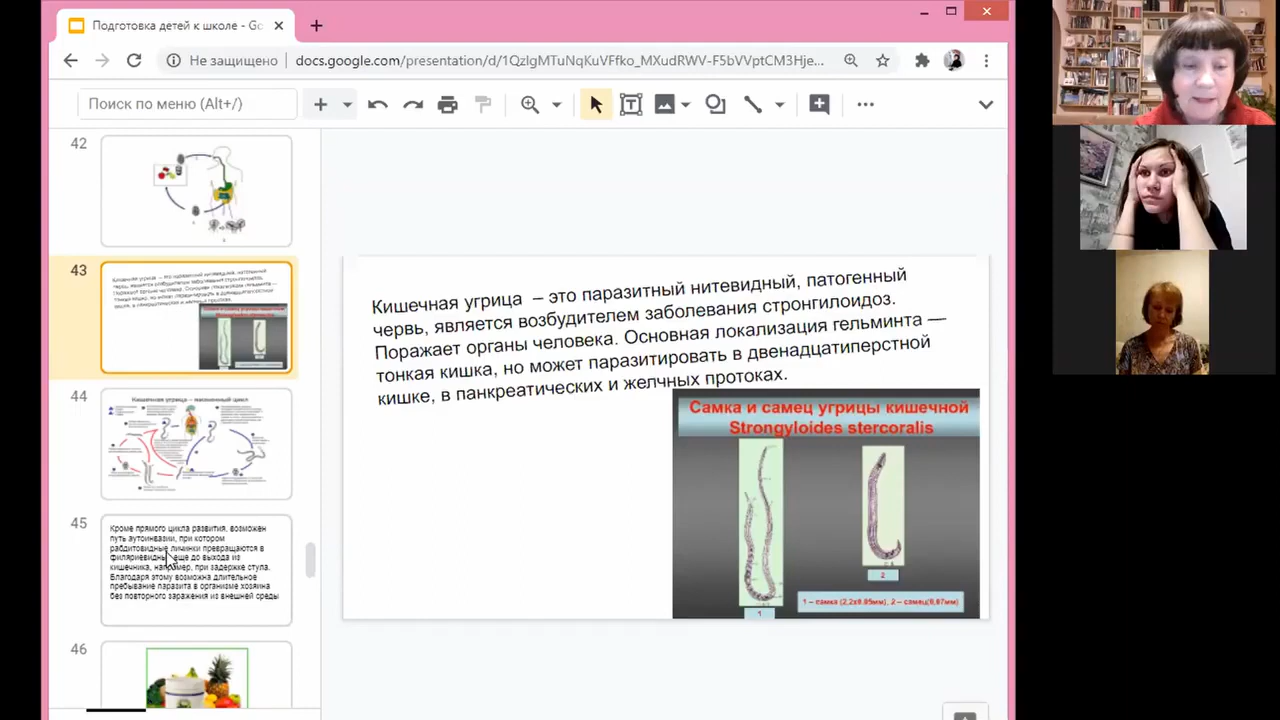 Подготовка детей к школе - Go
Не защищено
docs.google.com/presentation/d/1QzIgMTuNqKuVFfko_MXudRWV-F5bVVptCM3Hje...
Поиск по меню (Alt+/)
42
43
44
Кишечная угрица – жизненный цикл
45
Кроме прямого цикла развития, возможен
путь аутоинвазии, при котором
рабдитовидные личинки превращаются в
филяриевидные еще до выхода из
кишечника, например, при задержке стула.
Благодаря этому возможна длительное
пребывание паразита в организме хозяина
без повторного заражения из внешней среды
46
Кишечная угрица – это паразитный нитевидный, патогенный
червь, является возбудителем заболевания стронгилоидоз.
Поражает органы человека. Основная локализация гельминта —
тонкая кишка, но может паразитировать в двенадцатиперстной
кишке, в панкреатических и желчных протоках.
Самка и самец угрицы кишечной
Strongyloides stercoralis
1
2
1 – самка (2,2х0,05мм), 2 – самец(0,87мм)